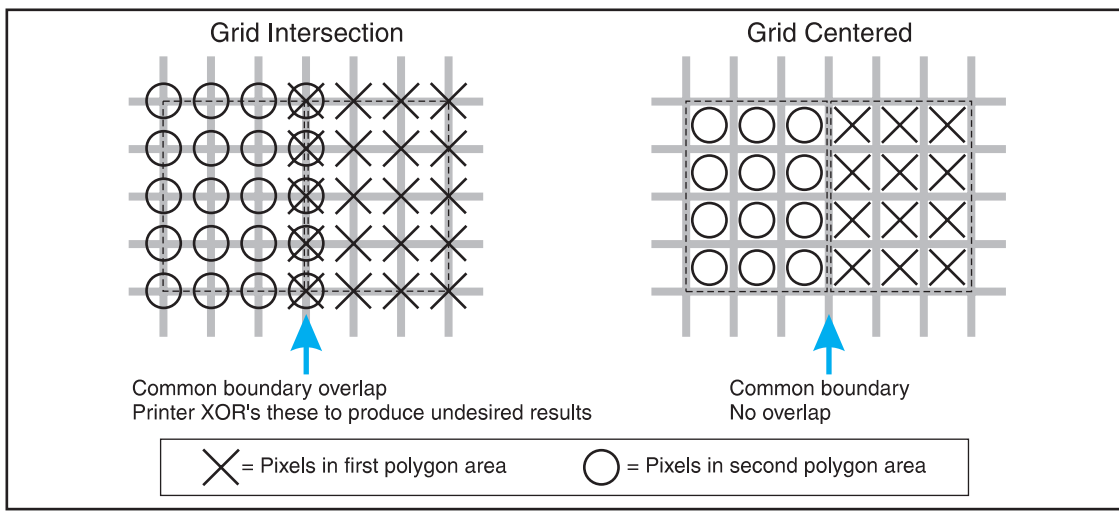 Grid Intersection
Grid Centered
Common boundary overlap
Printer XOR's these to produce undesired results
Common boundary
No overlap
= Pixels in first polygon area
= Pixels in second polygon area